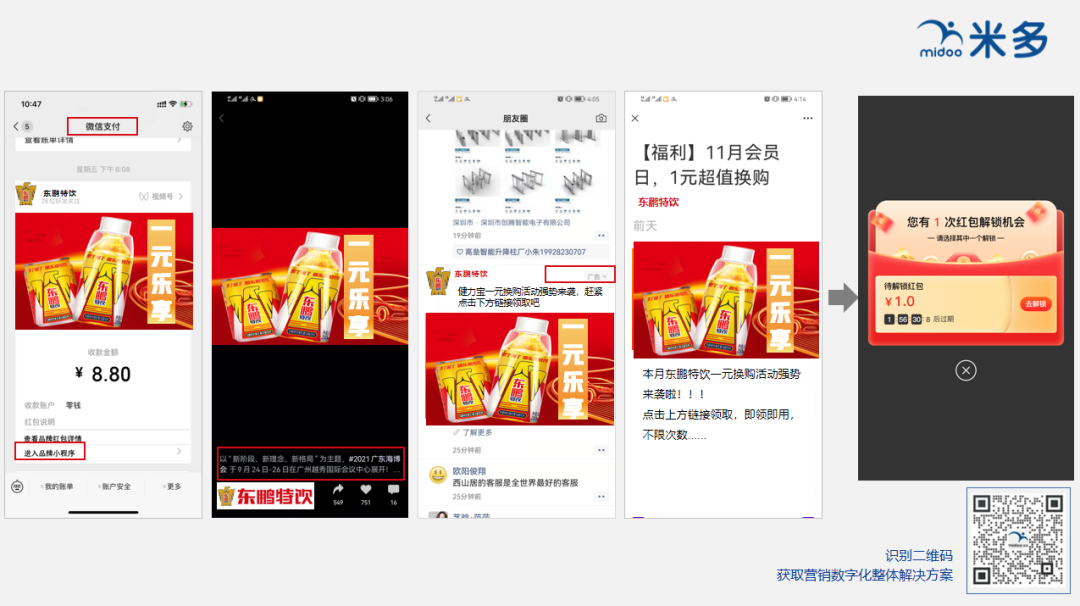 midoo 米多
10:47
5
微信支付
查看账单详情
星期五 下午 6:08
东鹏特饮
视频号
一元乐享
东鹏特饮
收款金额
¥ 8.80
收款账户 零钱
红包说明
查看品牌红包详情
进入品牌小程序
我的账单
账户安全
更多
3:06
一元乐享
东鹏特饮
以“新阶段、新理念、新格局”为主题，#2021广东海博
会 于9月24日-26日在广州越秀国际会议中心展开！...
东鹏特饮
549
751
16
4:05
朋友圈
深圳市 · 深圳市创腾智能电子有限公司
19分钟前
高垒智能升降柱厂小朱19928230707
东鹏特饮
广告
健力宝一元换购活动强势来袭，赶紧
点击下方链接领取吧
一元乐享
东鹏特饮
了解更多
25分钟前
欧阳俊翔
西山居的客服是全世界最好的客服
25分钟前
4:14
【福利】11月会员
日，1元超值换购
东鹏特饮
前天
一元乐享
东鹏特饮
本月东鹏特饮一元换购活动强势
来袭啦！！！
点击上方链接领取，即领即用，
不限次数......
您有 1 次红包解锁机会
— 请选择其中一个解锁 —
待解锁红包
¥1.0
去解锁
1 56 30 : 8 后过期
识别二维码
获取营销数字化整体解决方案